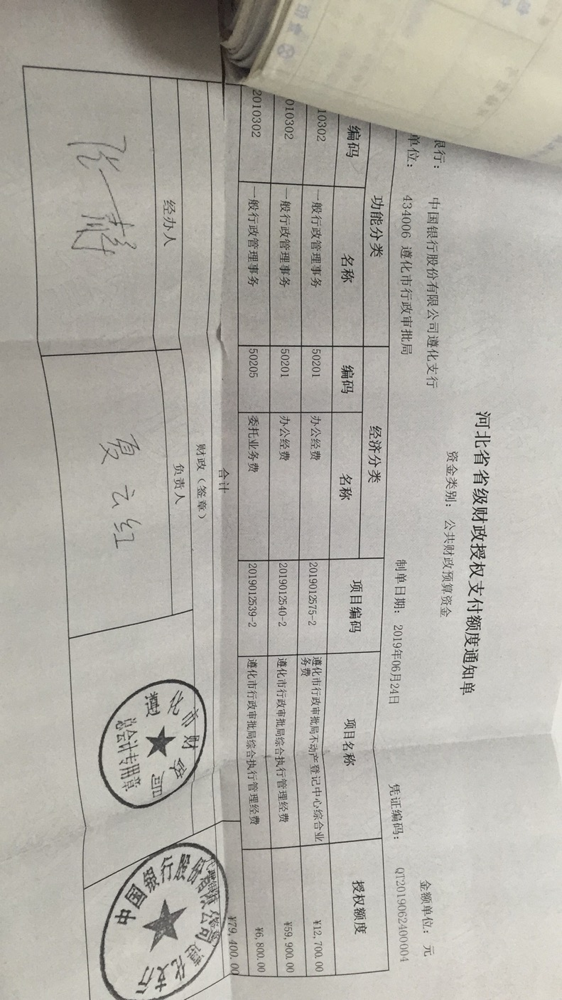 河北省省级财政授权支付额度通知单
资金类别：公共财政预算资金
金额单位：元
银行：中国银行股份有限公司遵化支行
单位：434006 遵化市行政审批局 制单日期：2019年06月24日 凭证编码：QT2019062400004
功能分类 经济分类 项目编码 项目名称 授权额度
编码 名称 编码 名称
10302 一般行政管理事务 50201 办公经费 2019012575-2 遵化市行政审批局不动产登记中心综合业务费 ¥12,700.00
010302 一般行政管理事务 50201 办公经费 2019012540-2 遵化市行政审批局综合执行管理经费 ¥59,900.00
2010302 一般行政管理事务 50205 委托业务费 2019012539-2 遵化市行政审批局综合执行管理经费 ¥6,800.00
合计 ¥79,400.00
财政（签章）
经办人 负责人
夏云红
遵化市财政局
总会计专用章
中国银行股份有限公司
遵化支行